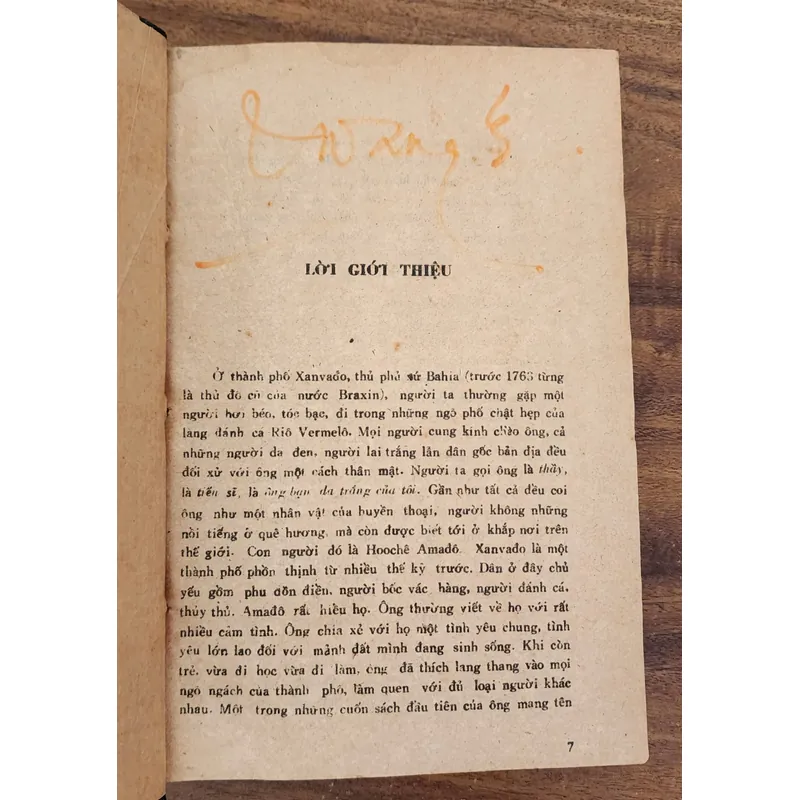 LỜI GIỚI THIỆU
Ở thành phố Xanvađo, thủ phủ sứ Bahia (trước 1763 từng
là thủ đô cũ của nước Braxin), người ta thường gặp một
người hơi béo, tóc bạc, đi trong những ngõ phố chật hẹp của
làng đánh cá Riô Vermelô. Mọi người cung kính chào ông, cả
những người da đen, người lai trắng lẫn dân gốc bản địa đều
đối xử với ông một cách thân mật. Người ta gọi ông là thầy,
là tiến sĩ, là ông bạn da trắng của tôi. Gần như tất cả đều coi
ông như một nhân vật của huyền thoại, người không những
nổi tiếng ở quê hương, mà còn được biết tới ở khắp nơi trên
thế giới. Con người đó là Hoochê Amađô. Xanvađo là một
thành phố phồn thịnh từ nhiều thế kỷ trước. Dân ở đây chủ
yếu gồm phu đồn điền, người bốc vác hàng, người đánh cá,
thủy thủ. Amađô rất hiểu họ. Ông thường viết về họ với rất
nhiều cảm tình. Ông chia xẻ với họ một tình yêu chung, tình
yêu lớn lao đối với mảnh đất mình đang sinh sống. Khi còn
trẻ, vừa đi học vừa đi làm, ông đã thích lang thang vào mọi
ngõ ngách của thành phố, làm quen với đủ loại người khác
nhau. Một trong những cuốn sách đầu tiên của ông mang tên
7